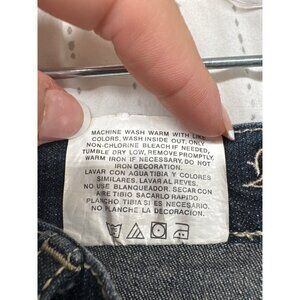 MACHINE WASH WARM WITH LIKE
COLORS, WASH INSIDE OUT, ONLY
NON-CHLORINE BLEACH IF NEEDED,
TUMBLE DRY LOW, REMOVE PROMPTLY,
WARM IRON IF NECESSARY, DO NOT
IRON DECORATION.
LAVAR CON AGUA TIBIA Y COLORES
SIMILARES. LAVAR AL REVES.
NO USE BLANQUEADOR. SECAR CON
AIRE TIBIO SACARLO RAPIDO.
PLANCHO TIBIA SI ES NECESARIO
NO PLANCHE LA DECORACION.